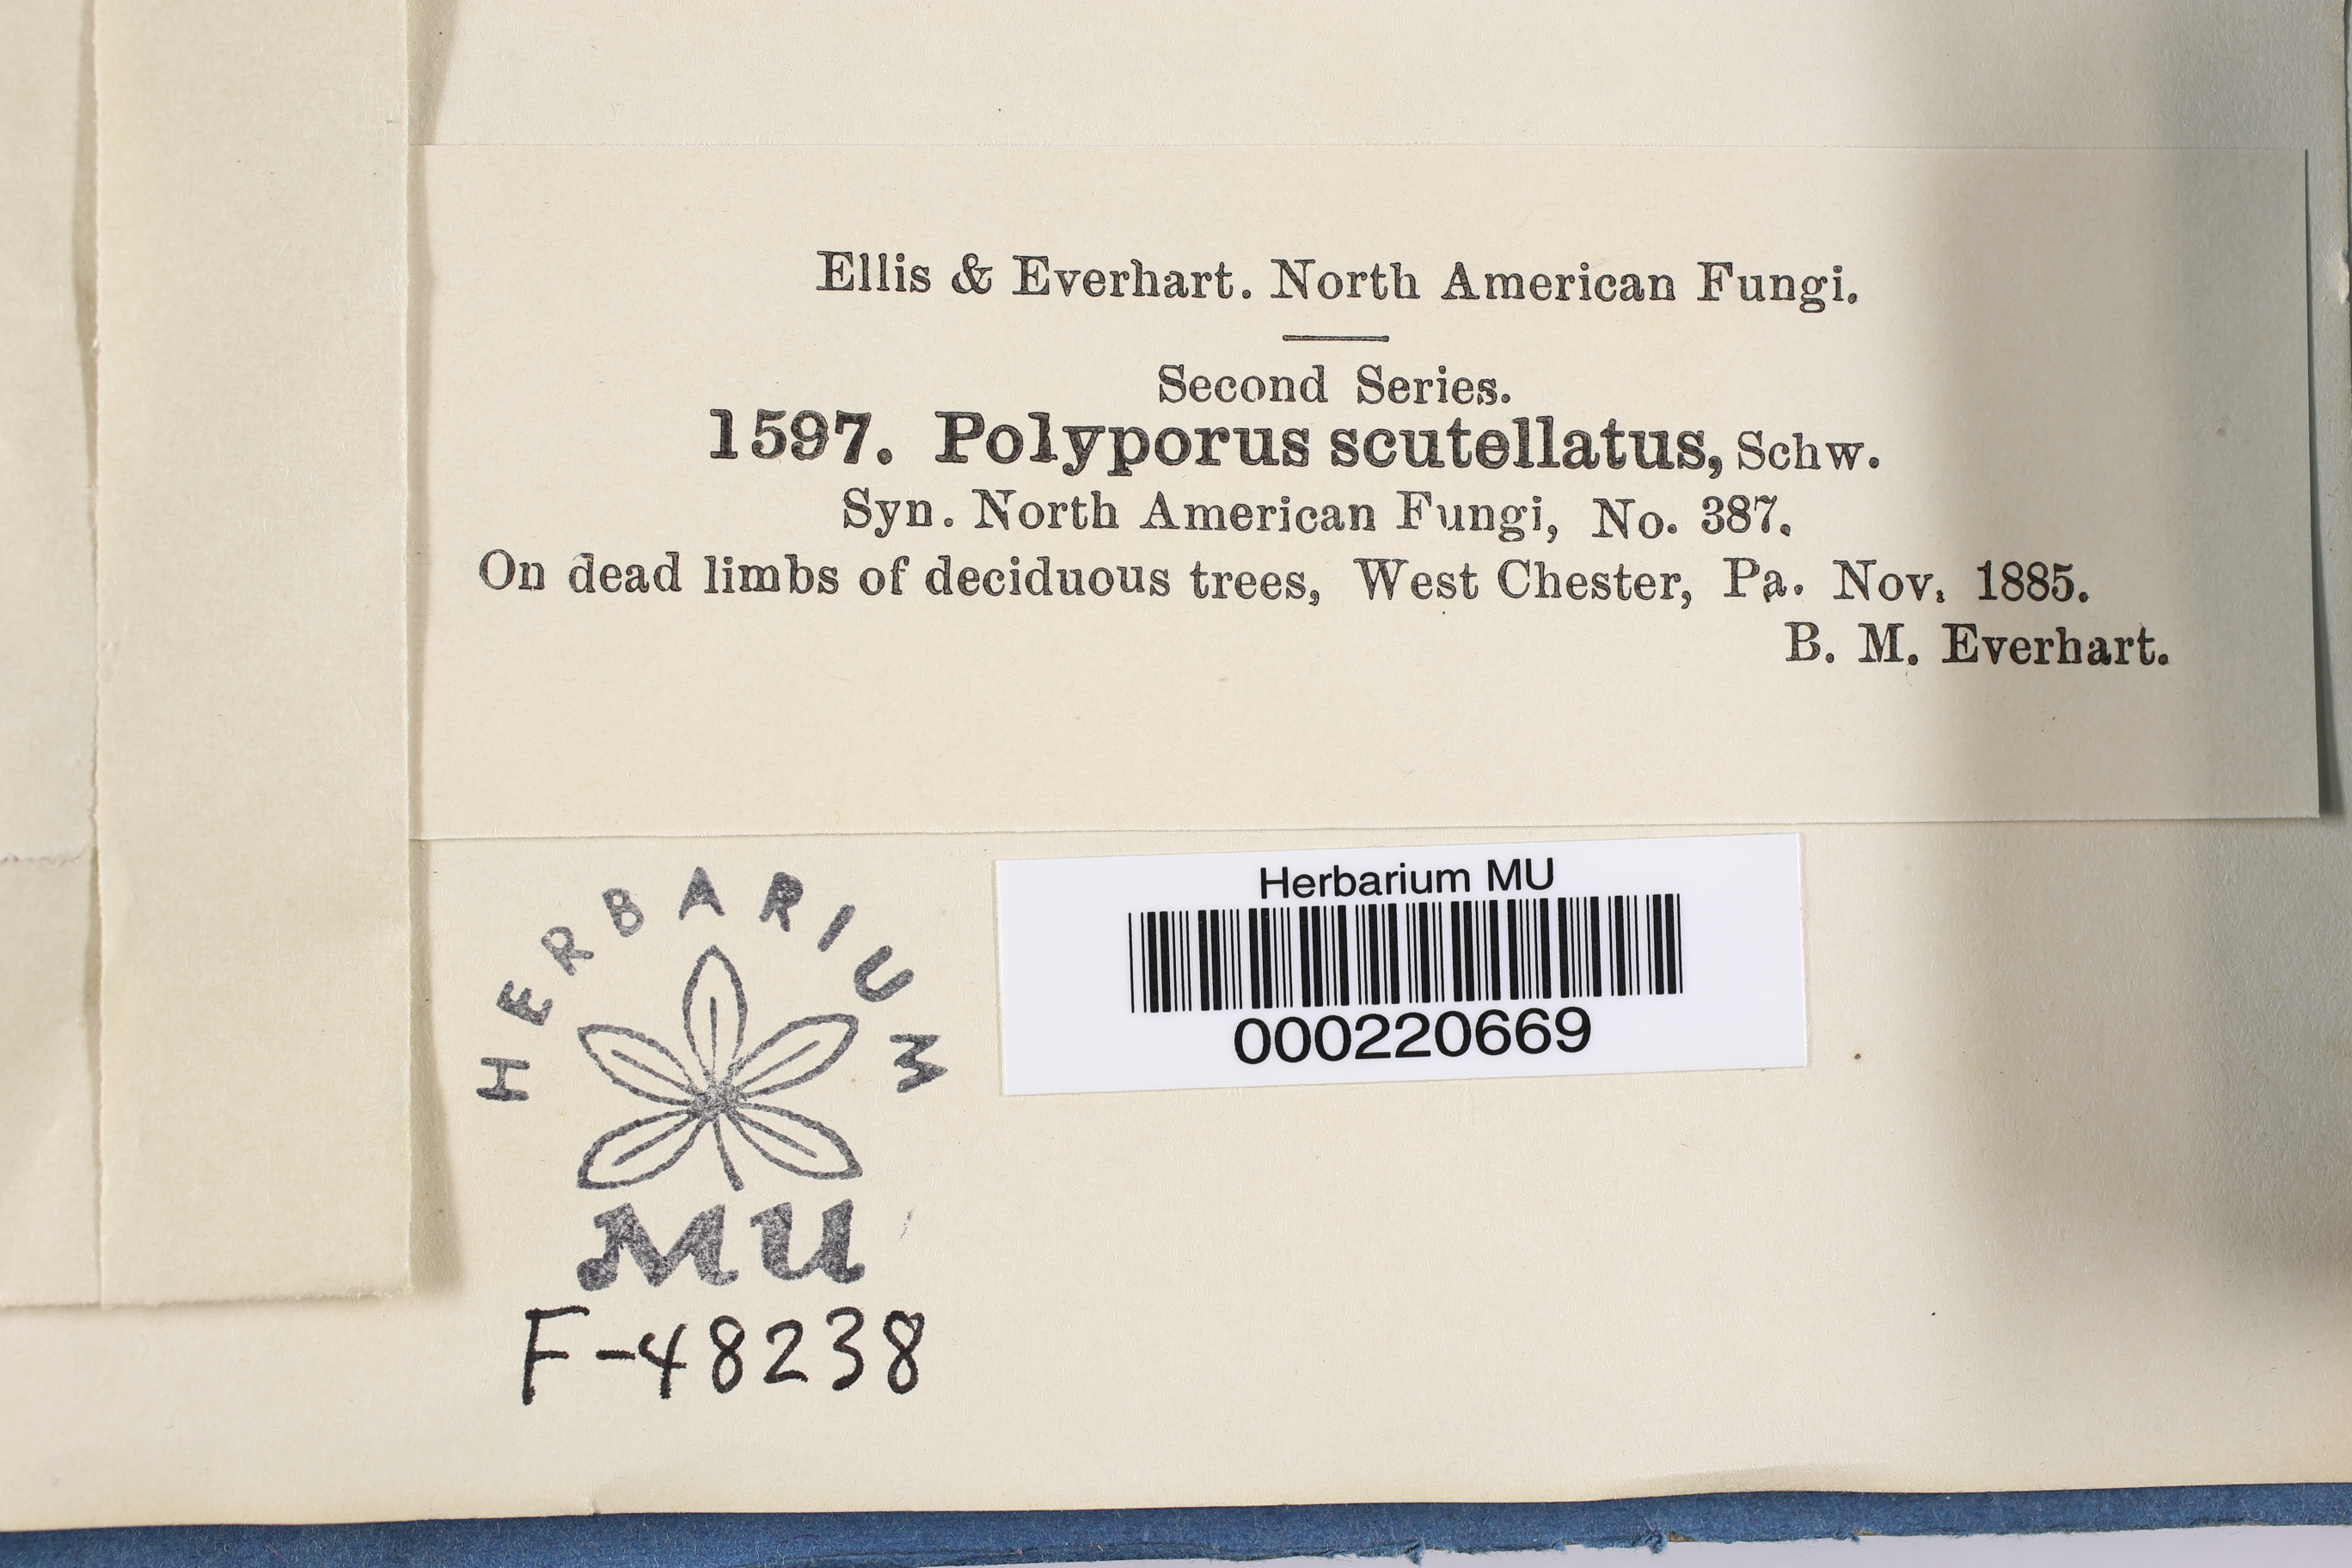 Ellis & Everhart. North American Fungi.
Second Series.
1597. Polyporus scutellatus, Schw.
Syn. North American Fungi, No. 387.
On dead limbs of deciduous trees, West Chester, Pa. Nov. 1885.
B. M. Everhart.
Herbarium MU
000220669
HERBARIUM
MU
F-48238